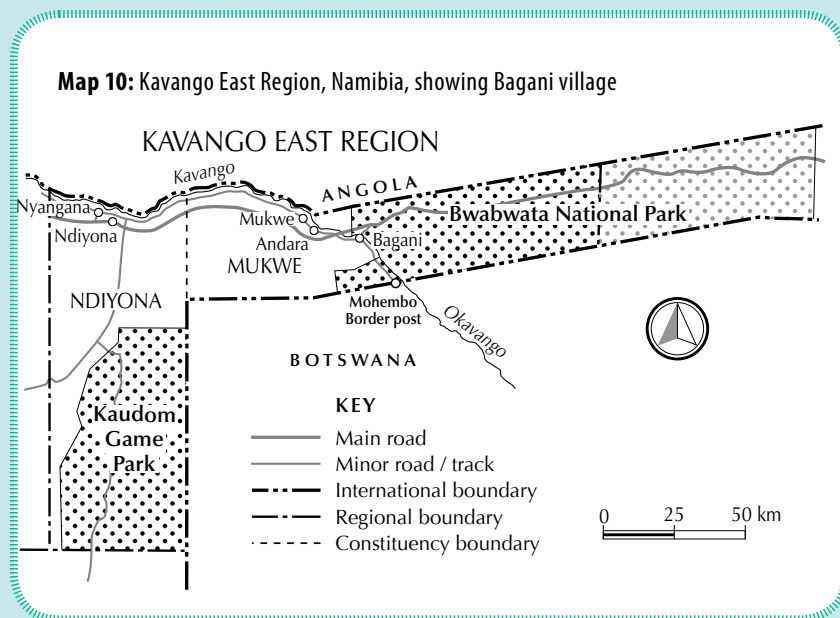 Map 10: Kavango East Region, Namibia, showing Bagani village
KAVANGO EAST REGION
Kavango
ANGOLA
Nyangana
Ndiyona
Mukwe
Andara
Bagani
Bwabwata National Park
MUKWE
NDIYONA
Mohembo
Border post
Okavango
BOTSWANA
Kaudom
Game
Park
KEY
Main road
Minor road / track
International boundary
Regional boundary
Constituency boundary
0 25 50 km